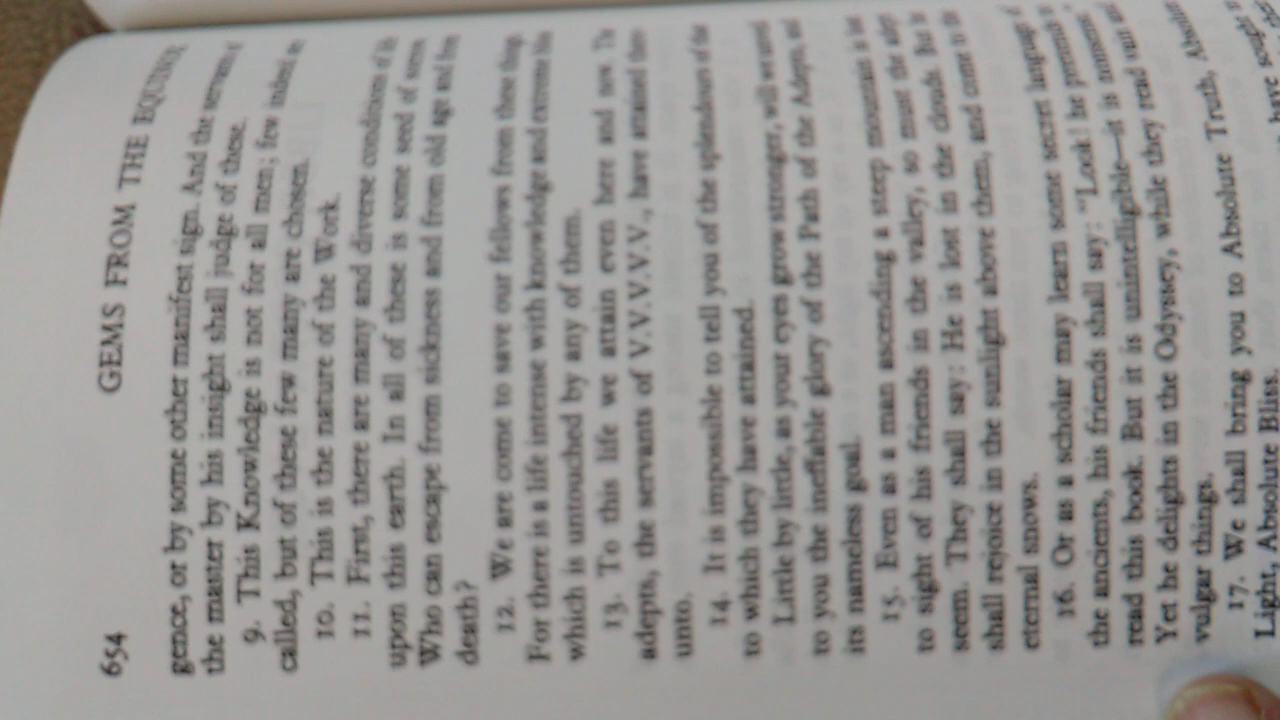 654 GEMS FROM THE EQUINOX
gence, or by some other manifest sign. And the servants of
the master by his insight shall judge of these.
9. This Knowledge is not for all men; few indeed are
called, but of these few many are chosen.
10. This is the nature of the Work.
11. First, there are many and diverse conditions of life
upon this earth. In all of these is some seed of sorrow.
Who can escape from sickness and from old age and from
death?
12. We are come to save our fellows from these things.
For there is a life intense with knowledge and extreme bliss
which is untouched by any of them.
13. To this life we attain even here and now. The
adepts, the servants of V.V.V.V.V., have attained there-
unto.
14. It is impossible to tell you of the splendours of that
to which they have attained.
Little by little, as your eyes grow stronger, will we unveil
to you the ineffable glory of the Path of the Adepts, and
its nameless goal.
15. Even as a man ascending a steep mountain is lost
to sight of his friends in the valley, so must the adept
seem. They shall say: He is lost in the clouds. But he
shall rejoice in the sunlight above them, and come to the
eternal snows.
16. Or as a scholar may learn some secret language of
the ancients, his friends shall say: "Look! he pretends to
read this book. But it is unintelligible—it is nonsense."
Yet he delights in the Odyssey, while they read vain and
vulgar things.
17. We shall bring you to Absolute Truth, Absolute
Light, Absolute Bliss.
have sought